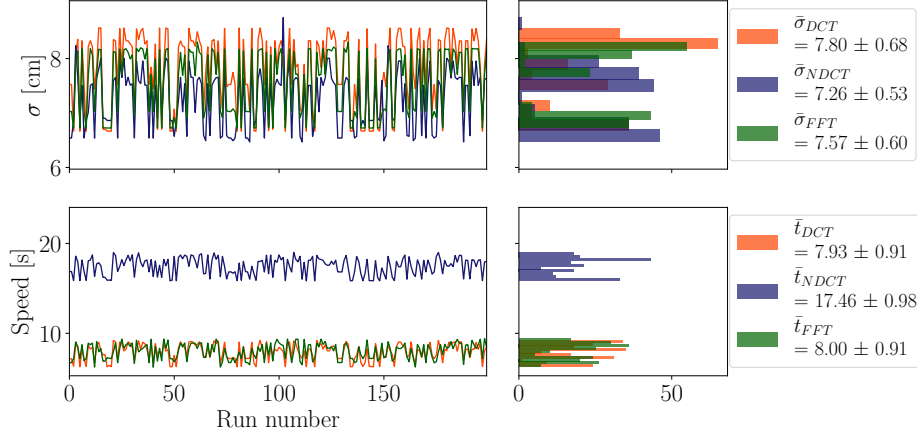 8
6
σ [cm]
σ̄_DCT
= 7.80 ± 0.68
σ̄_NDCT
= 7.26 ± 0.53
σ̄_FFT
= 7.57 ± 0.60
20
10
Speed [s]
0 50 100 150
Run number
0 50
t̄_DCT
= 7.93 ± 0.91
t̄_NDCT
= 17.46 ± 0.98
t̄_FFT
= 8.00 ± 0.91